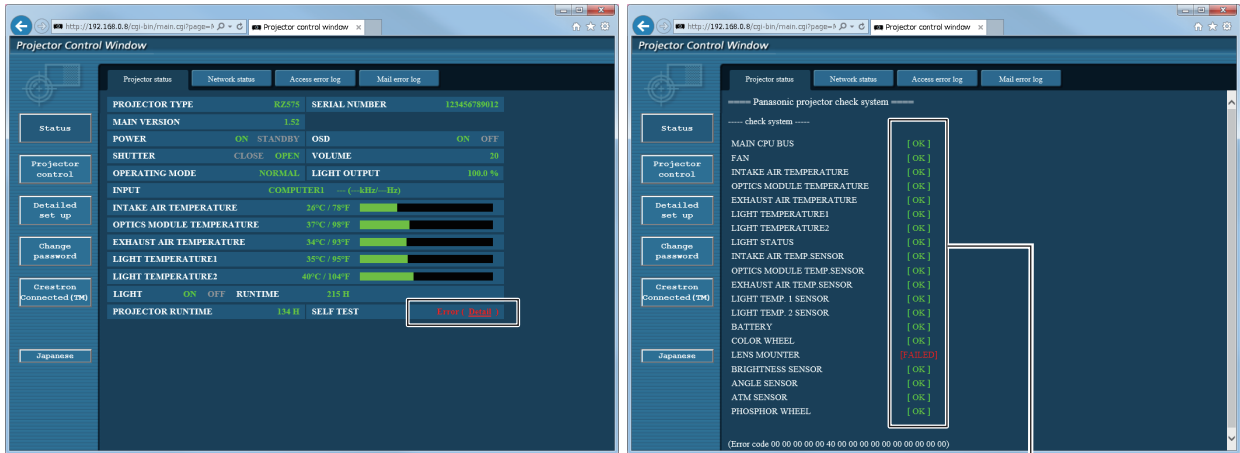 http://192.168.0.8/cgi-bin/main.cgi?page=
Projector control window
Projector Control Window
Projector status Network status Access error log Mail error log
Status
Projector control
Detailed set up
Change password
Crestron Connected(TM)
Japanese
PROJECTOR TYPE RZ575 SERIAL NUMBER 123456789012
MAIN VERSION 1.52
POWER ON STANDBY OSD ON OFF
SHUTTER CLOSE OPEN VOLUME 20
OPERATING MODE NORMAL LIGHT OUTPUT 100.0 %
INPUT COMPUTER1 --- (---kHz/---Hz)
INTAKE AIR TEMPERATURE 26°C / 78°F
OPTICS MODULE TEMPERATURE 37°C / 98°F
EXHAUST AIR TEMPERATURE 34°C / 93°F
LIGHT TEMPERATURE1 35°C / 95°F
LIGHT TEMPERATURE2 40°C / 104°F
LIGHT ON OFF RUNTIME 215 H
PROJECTOR RUNTIME 134 H SELF TEST Error
http://192.168.0.8/cgi-bin/main.cgi?page=
Projector control window
Projector Control Window
Projector status Network status Access error log Mail error log
Status
Projector control
Detailed set up
Change password
Crestron Connected(TM)
Japanese
==== Panasonic projector check system ====
----- check system -----
MAIN CPU BUS [ OK ]
FAN [ OK ]
INTAKE AIR TEMPERATURE [ OK ]
OPTICS MODULE TEMPERATURE [ OK ]
EXHAUST AIR TEMPERATURE [ OK ]
LIGHT TEMPERATURE1 [ OK ]
LIGHT TEMPERATURE2 [ OK ]
LIGHT STATUS [ OK ]
INTAKE AIR TEMP.SENSOR [ OK ]
OPTICS MODULE TEMP.SENSOR [ OK ]
EXHAUST AIR TEMP.SENSOR [ OK ]
LIGHT TEMP. 1 SENSOR [ OK ]
LIGHT TEMP. 2 SENSOR [ OK ]
BATTERY [ OK ]
COLOR WHEEL [ OK ]
LENS MOUNTER [FAILED]
BRIGHTNESS SENSOR [ OK ]
ANGLE SENSOR [ OK ]
ATM SENSOR [ OK ]
PHOSPHOR WHEEL [ OK ]
(Error code 00 00 00 00 00 40 00 00 00 00 00 00 00 00 00 00)